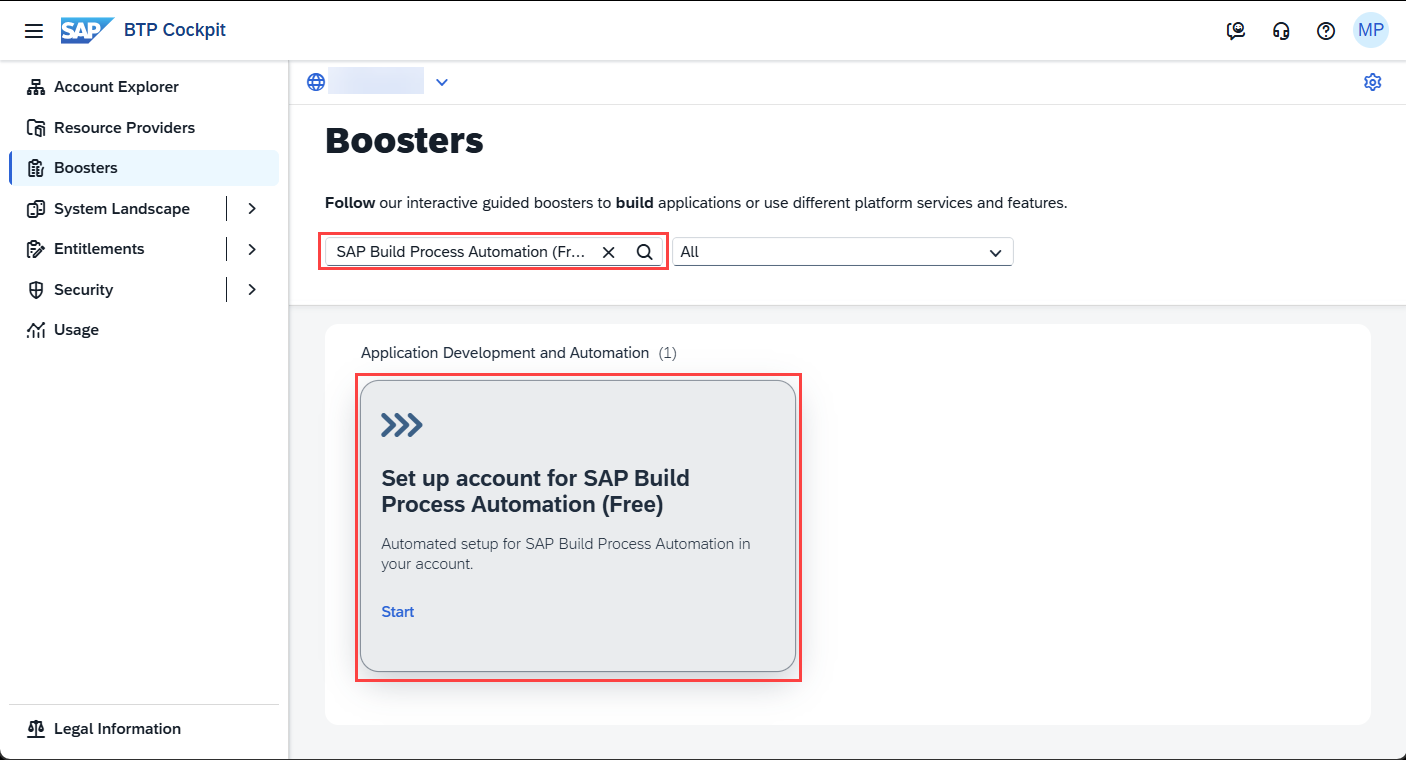 SAP BTP Cockpit
MP
Account Explorer
Resource Providers
Boosters
System Landscape
Entitlements
Security
Usage
Legal Information
Boosters
Follow our interactive guided boosters to build applications or use different platform services and features.
SAP Build Process Automation (Fr...
All
Application Development and Automation (1)
Set up account for SAP Build
Process Automation (Free)
Automated setup for SAP Build Process Automation in
your account.
Start